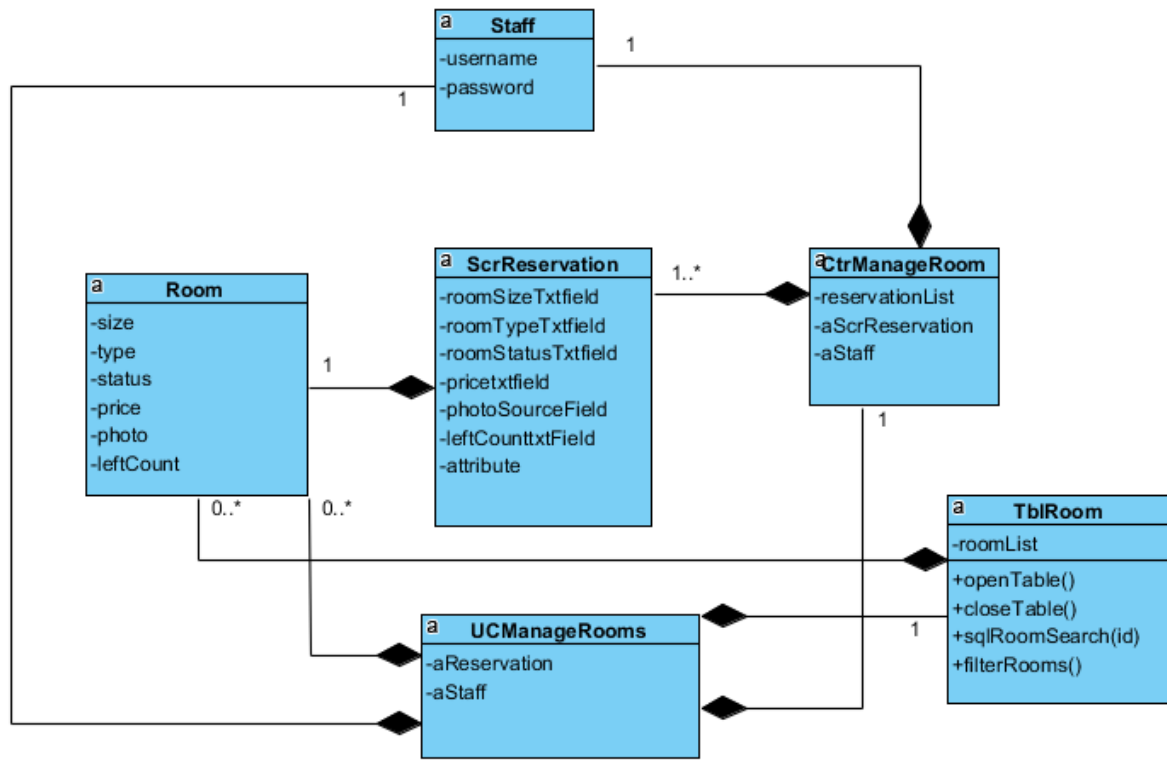 a
Staff
-username
-password
1
1
a
Room
-size
-type
-status
-price
-photo
-leftCount
1
0..*
0..*
a
ScrReservation
-roomSizeTxtfield
-roomTypeTxtfield
-roomStatusTxtfield
-pricetxtfield
-photoSourceField
-leftCounttxtField
-attribute
1..*
a
CtrManageRoom
-reservationList
-aScrReservation
-aStaff
1
a
TblRoom
-roomList
+openTable()
+closeTable()
+sqlRoomSearch(id)
+filterRooms()
1
a
UCManageRooms
-aReservation
-aStaff